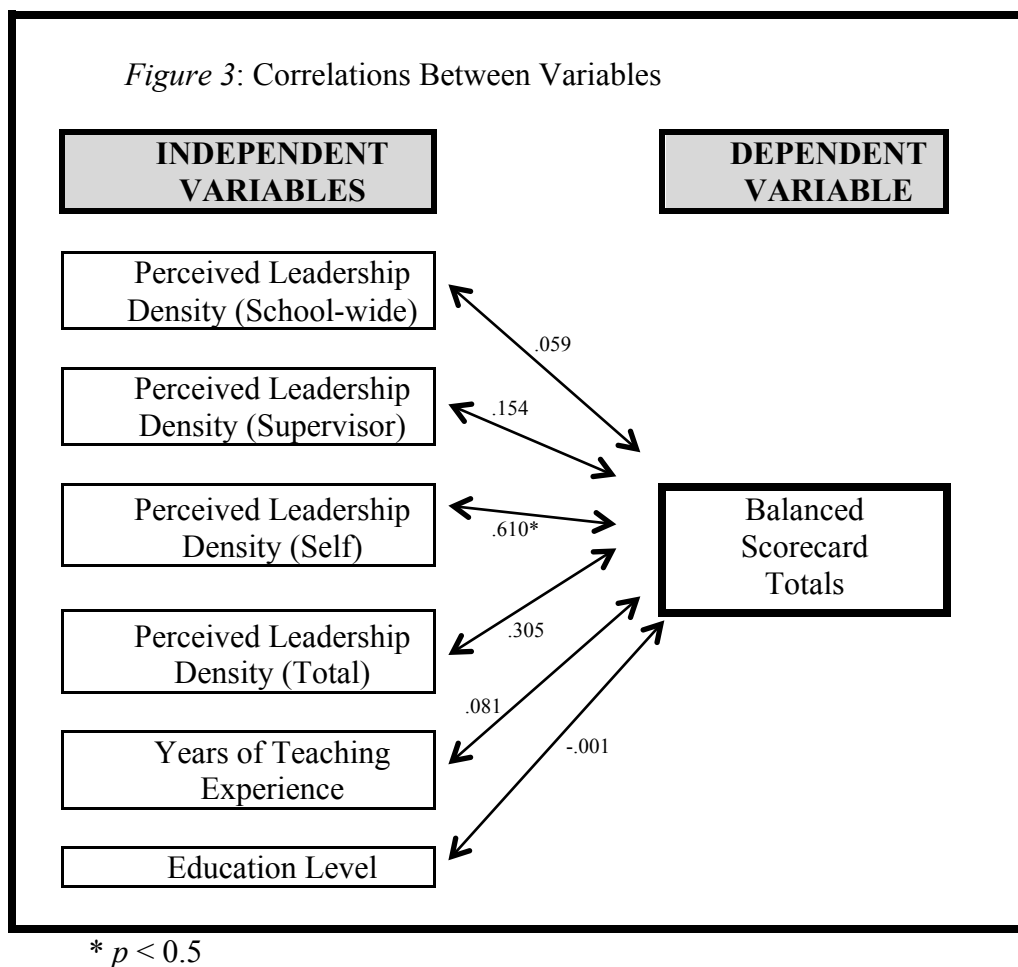 Figure 3: Correlations Between Variables
INDEPENDENT
VARIABLES
DEPENDENT
VARIABLE
Perceived Leadership
Density (School-wide)
.059
Perceived Leadership
Density (Supervisor)
.154
Perceived Leadership
Density (Self)
.610*
Balanced
Scorecard
Totals
Perceived Leadership
Density (Total)
.305
.081
-.001
Years of Teaching
Experience
Education Level
* p < 0.5